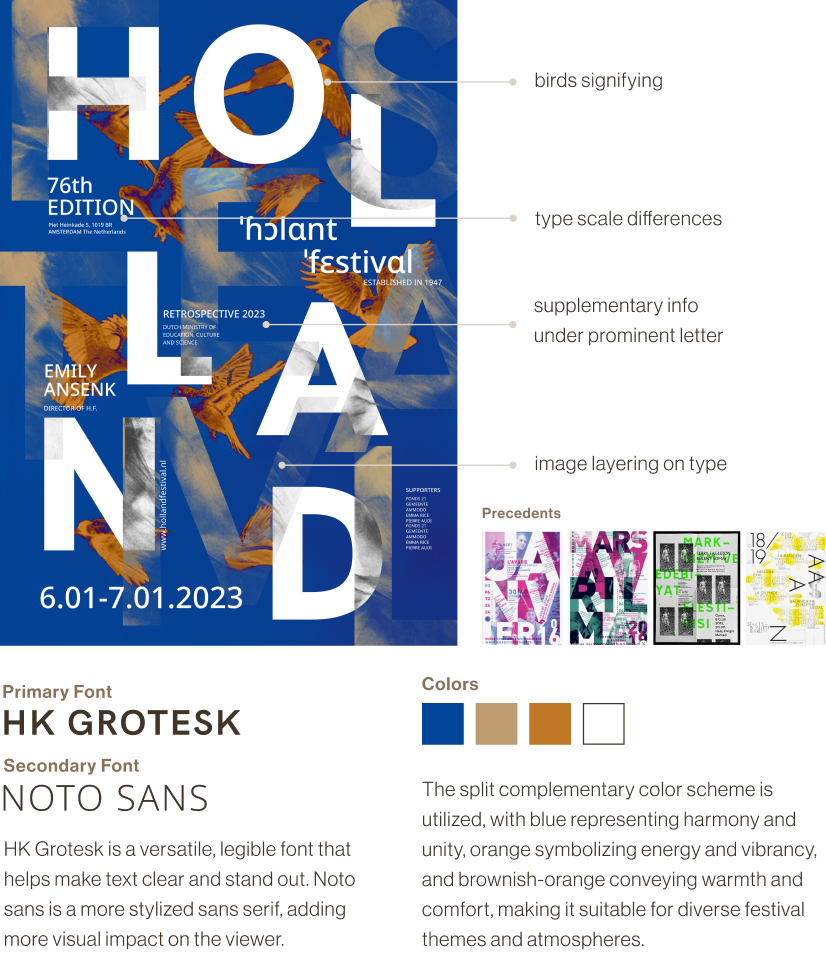 HOLLAND
FESTIVAL
birds signifying
76th
EDITION
Piet Heinkade 5, 1019 BR
AMSTERDAM The Netherlands
type scale differences
ˈhɔlɑnt
ˈfɛstivɑl
ESTABLISHED IN 1947
supplementary info
under prominent letter
RETROSPECTIVE 2023
DUTCH MINISTRY OF
EDUCATION, CULTURE
AND SCIENCE
EMILY
ANSENK
DIRECTOR OF H.F.
www.hollandfestival.nl
image layering on type
SUPPORTERS
FONDS 21
GEMEENTE
AMMODO
EMMA RICE
PIERRE AUDI
FONDS 21
GEMEENTE
AMMODO
EMMA RICE
PIERRE AUDI
6.01-7.01.2023
Precedents
18/
19
Primary Font
HK GROTESK
Secondary Font
NOTO SANS
HK Grotesk is a versatile, legible font that
helps make text clear and stand out. Noto
sans is a more stylized sans serif, adding
more visual impact on the viewer.
Colors
The split complementary color scheme is
utilized, with blue representing harmony and
unity, orange symbolizing energy and vibrancy,
and brownish-orange conveying warmth and
comfort, making it suitable for diverse festival
themes and atmospheres.